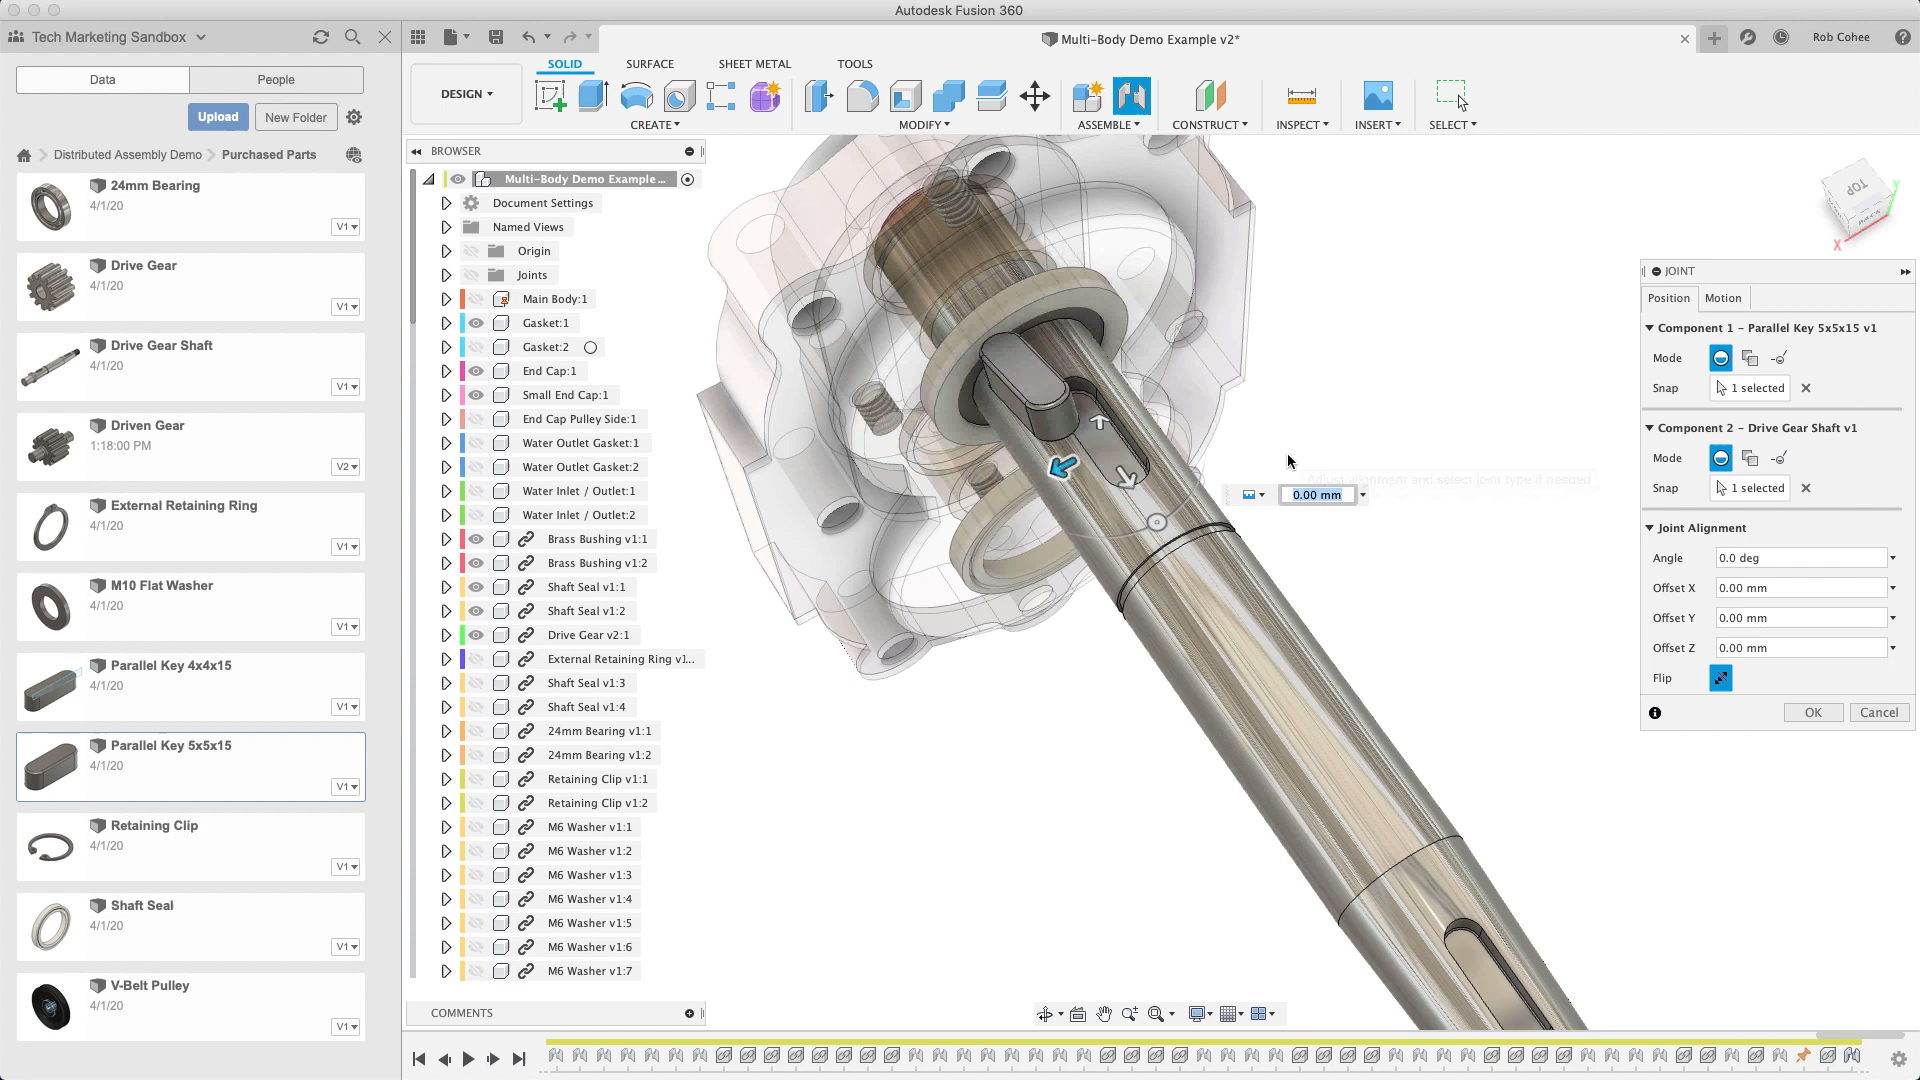 Autodesk Fusion 360
Tech Marketing Sandbox
Multi-Body Demo Example v2*
Rob Cohee
Data
People
Upload
New Folder
Distributed Assembly Demo
Purchased Parts
24mm Bearing
4/1/20
V1
Drive Gear
4/1/20
V1
Drive Gear Shaft
4/1/20
V1
Driven Gear
1:18:00 PM
V2
External Retaining Ring
4/1/20
V1
M10 Flat Washer
4/1/20
V1
Parallel Key 4x4x15
4/1/20
V1
Parallel Key 5x5x15
4/1/20
V1
Retaining Clip
4/1/20
V1
Shaft Seal
4/1/20
V1
V-Belt Pulley
4/1/20
V1
SOLID
SURFACE
SHEET METAL
TOOLS
DESIGN
CREATE
MODIFY
ASSEMBLE
CONSTRUCT
INSPECT
INSERT
SELECT
BROWSER
Multi-Body Demo Example ...
Document Settings
Named Views
Origin
Joints
Main Body:1
Gasket:1
Gasket:2
End Cap:1
Small End Cap:1
End Cap Pulley Side:1
Water Outlet Gasket:1
Water Outlet Gasket:2
Water Inlet / Outlet:1
Water Inlet / Outlet:2
Brass Bushing v1:1
Brass Bushing v1:2
Shaft Seal v1:1
Shaft Seal v1:2
Drive Gear v2:1
External Retaining Ring v1...
Shaft Seal v1:3
Shaft Seal v1:4
24mm Bearing v1:1
24mm Bearing v1:2
Retaining Clip v1:1
Retaining Clip v1:2
M6 Washer v1:1
M6 Washer v1:2
M6 Washer v1:3
M6 Washer v1:4
M6 Washer v1:5
M6 Washer v1:6
M6 Washer v1:7
COMMENTS
TOP
BACK
X
Y
Adjust alignment and select joint type if needed
0.00 mm
JOINT
Position
Motion
Component 1 - Parallel Key 5x5x15 v1
Mode
Snap
1 selected
Component 2 - Drive Gear Shaft v1
Mode
Snap
1 selected
Joint Alignment
Angle
0.0 deg
Offset X
0.00 mm
Offset Y
0.00 mm
Offset Z
0.00 mm
Flip
OK
Cancel